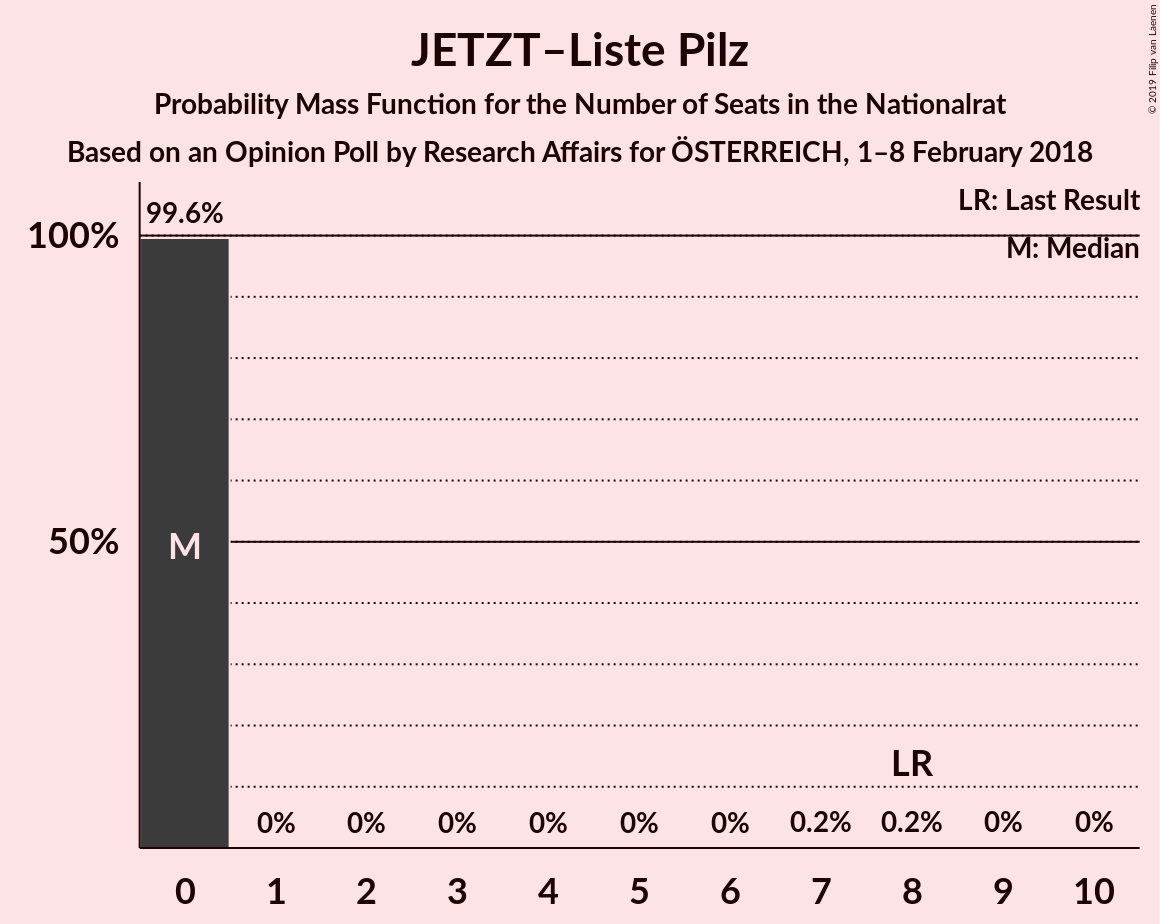 JETZT–Liste Pilz
Probability Mass Function for the Number of Seats in the Nationalrat
Based on an Opinion Poll by Research Affairs for ÖSTERREICH, 1–8 February 2018
© 2019 Filip van Laenen
LR: Last Result
M: Median
99.6%
100%
50%
M
LR
0% 0% 0% 0% 0% 0% 0.2% 0.2% 0% 0%
0 1 2 3 4 5 6 7 8 9 10